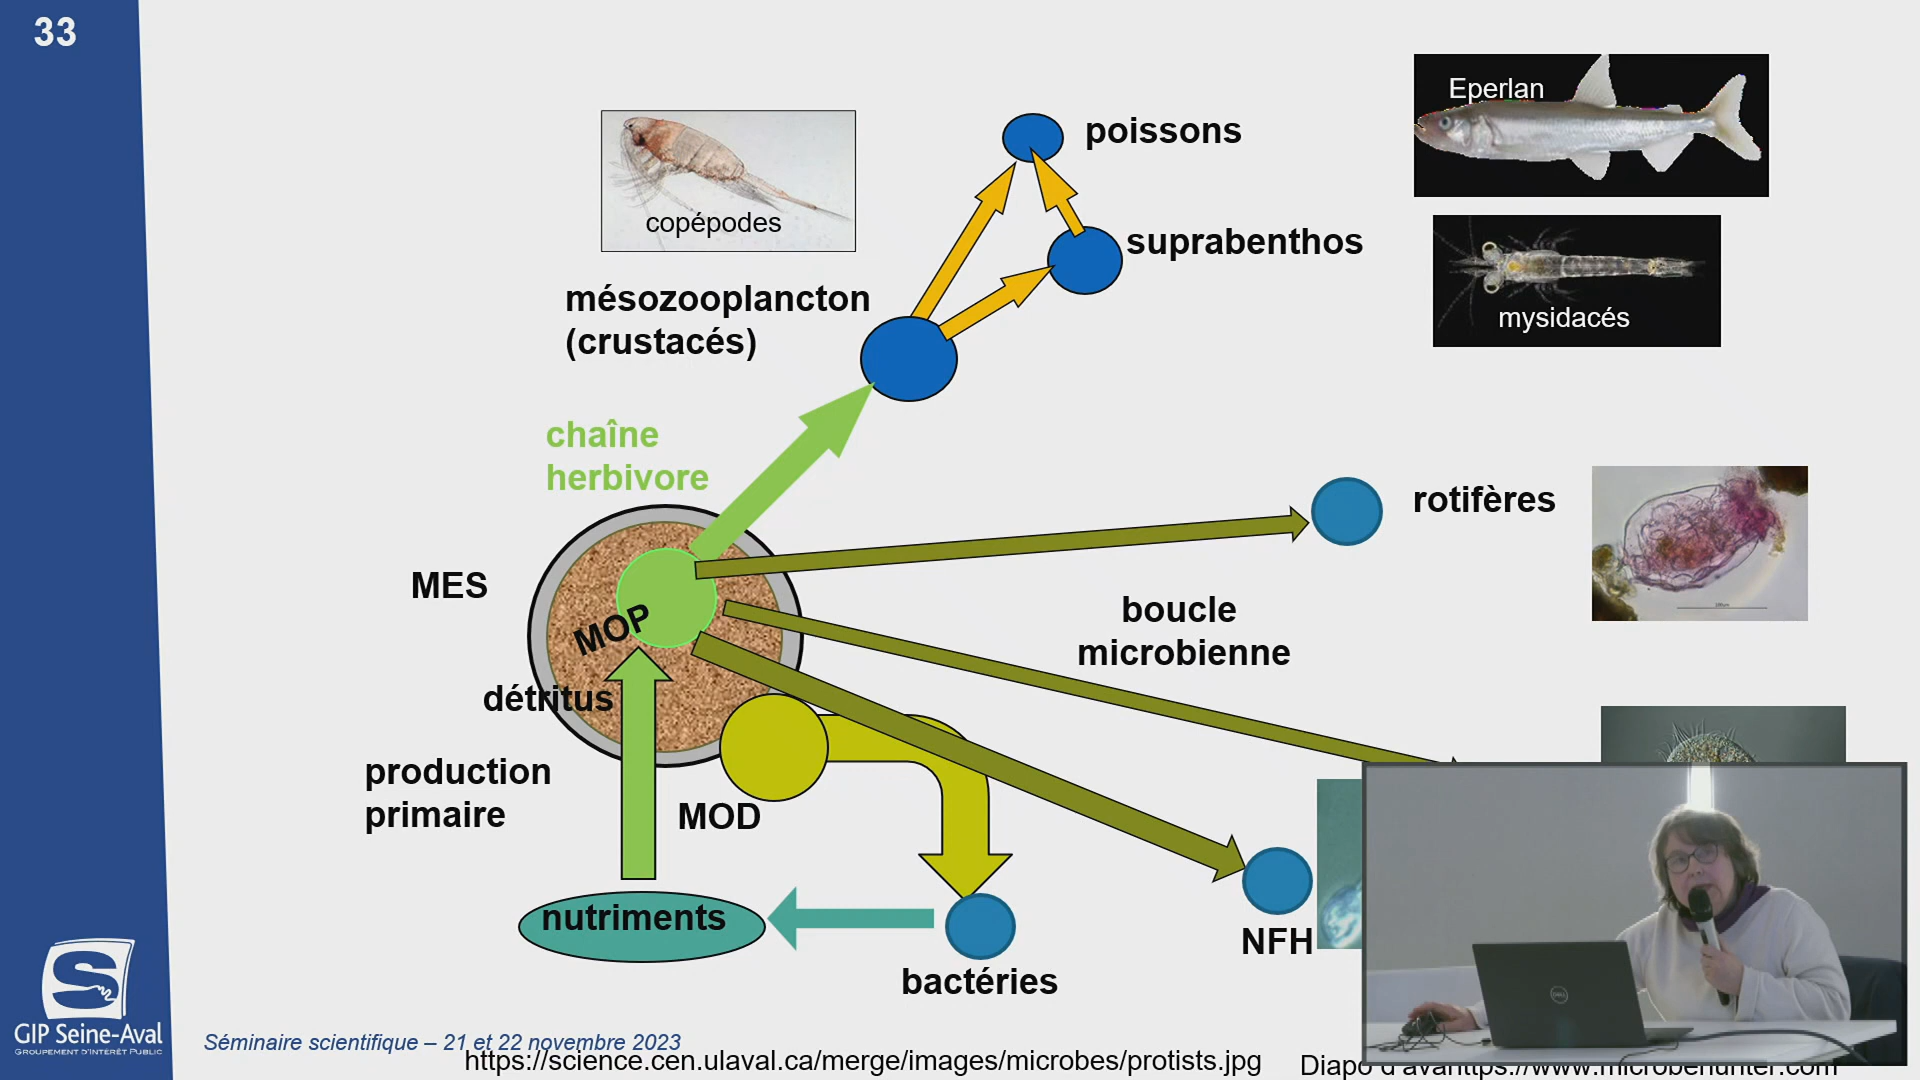 33
Eperlan
poissons
copépodes
suprabenthos
mésozooplancton
(crustacés)
mysidacés
chaîne
herbivore
rotifères
MES
boucle
microbienne
MOP
détritus
production
primaire
MOD
nutriments
NFH
bactéries
GIP Seine-Aval
GROUPEMENT D'INTÉRÊT PUBLIC
Séminaire scientifique – 21 et 22 novembre 2023
https://science.cen.ulaval.ca/merge/images/microbes/protists.jpg
DELL